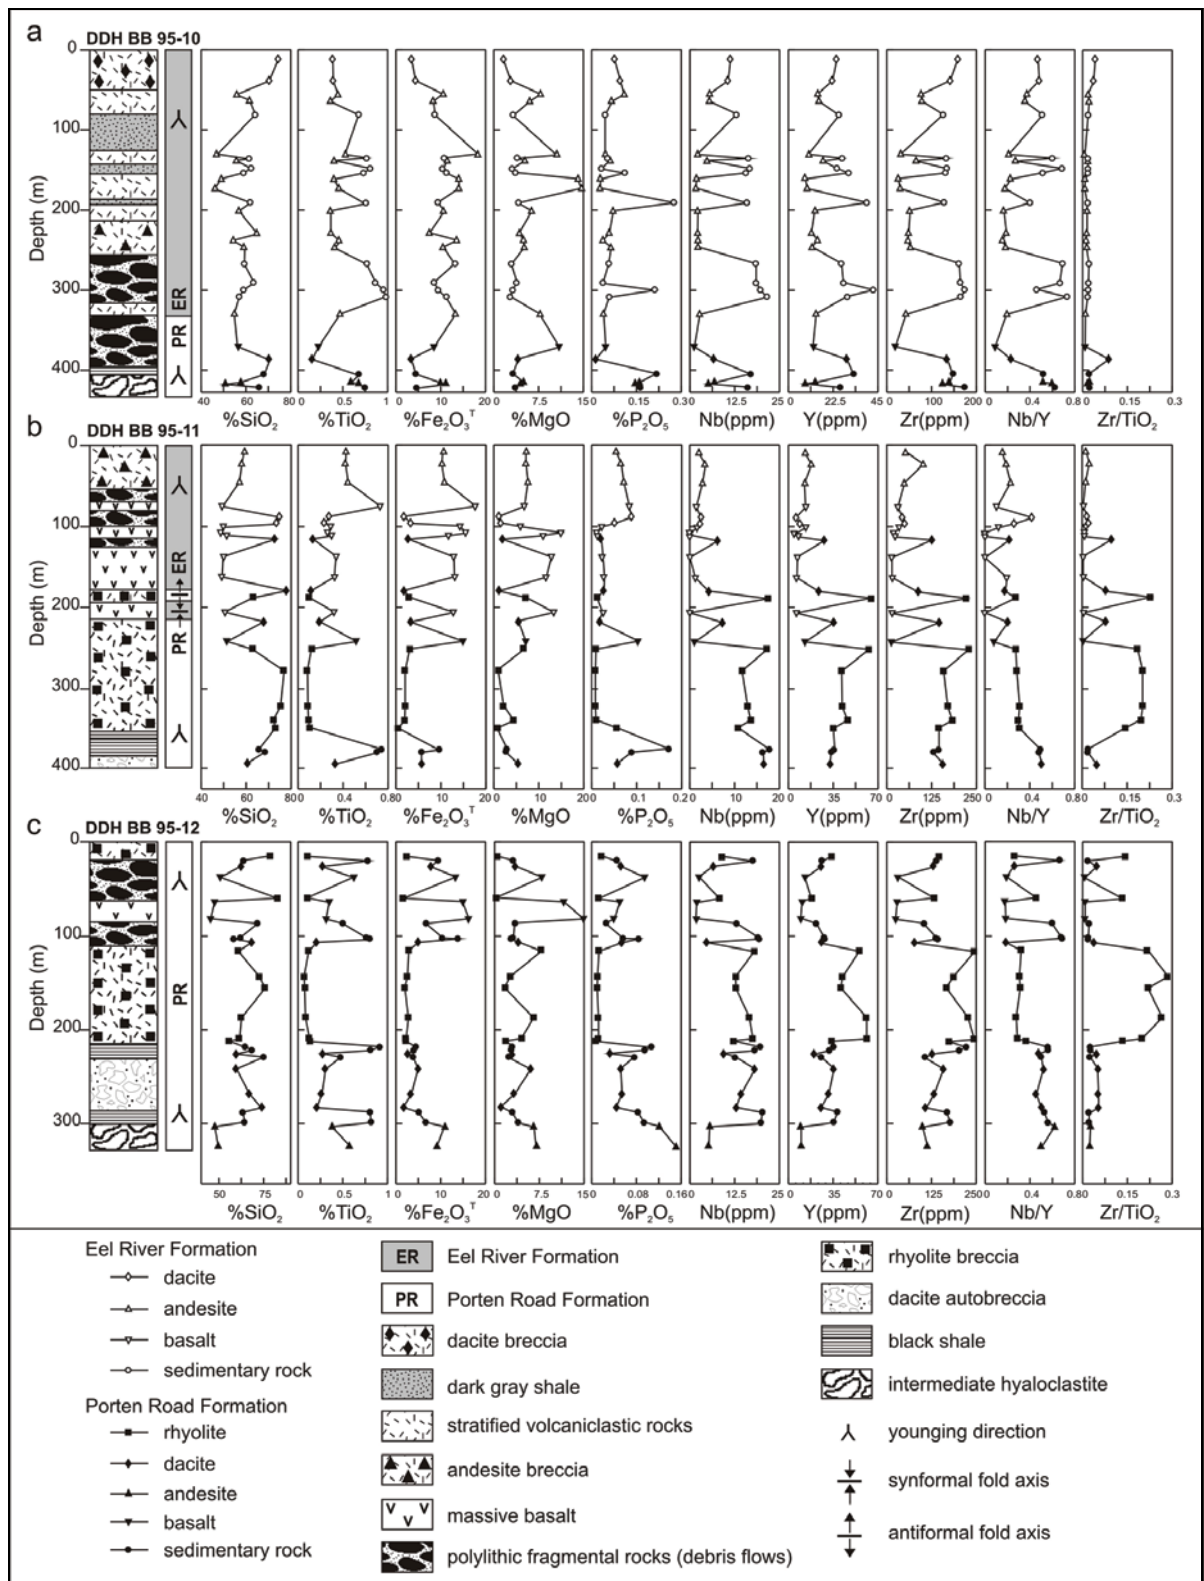 a
DDH BB 95-10
0
100
200
300
400
Depth (m)
ER
PR
40 60 80
0.5 1
0 10 20
0 7.5 15
0 0.15 0.3
0 12.5 25
0 22.5 45
0 100 200
0 0.4 0.8
0 0.15 0.3
%SiO₂ %TiO₂ %Fe₂O₃ᵀ %MgO %P₂O₅ Nb(ppm) Y(ppm) Zr(ppm) Nb/Y Zr/TiO₂
b
DDH BB 95-11
0
100
200
300
400
Depth (m)
ER
PR
40 60 80
0 0.4 0.8
0 10 20
0 10 20
0 0.1 0.2
0 10 20
0 35 70
0 125 250
0 0.4 0.8
0 0.15 0.3
%SiO₂ %TiO₂ %Fe₂O₃ᵀ %MgO %P₂O₅ Nb(ppm) Y(ppm) Zr(ppm) Nb/Y Zr/TiO₂
c
DDH BB 95-12
0
100
200
300
Depth (m)
PR
50 75
0 0.5 1
0 10 20
0 7.5 15
0 0.08 0.16
0 12.5 25
0 35 70
0 125 250
0 0.4 0.8
0 0.15 0.3
%SiO₂ %TiO₂ %Fe₂O₃ᵀ %MgO %P₂O₅ Nb(ppm) Y(ppm) Zr(ppm) Nb/Y Zr/TiO₂
Eel River Formation
dacite
andesite
basalt
sedimentary rock
Porten Road Formation
rhyolite
dacite
andesite
basalt
sedimentary rock
ER Eel River Formation
PR Porten Road Formation
dacite breccia
dark gray shale
stratified volcaniclastic rocks
andesite breccia
massive basalt
polylithic fragmental rocks (debris flows)
rhyolite breccia
dacite autobreccia
black shale
intermediate hyaloclastite
younging direction
synformal fold axis
antiformal fold axis